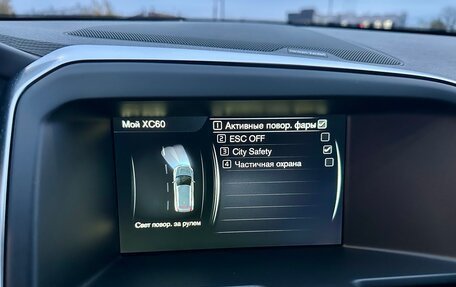 Мой XC60
1 Активные повор. фары
2 ESC OFF
3 City Safety
4 Частичная охрана
Свет повор. за рулем